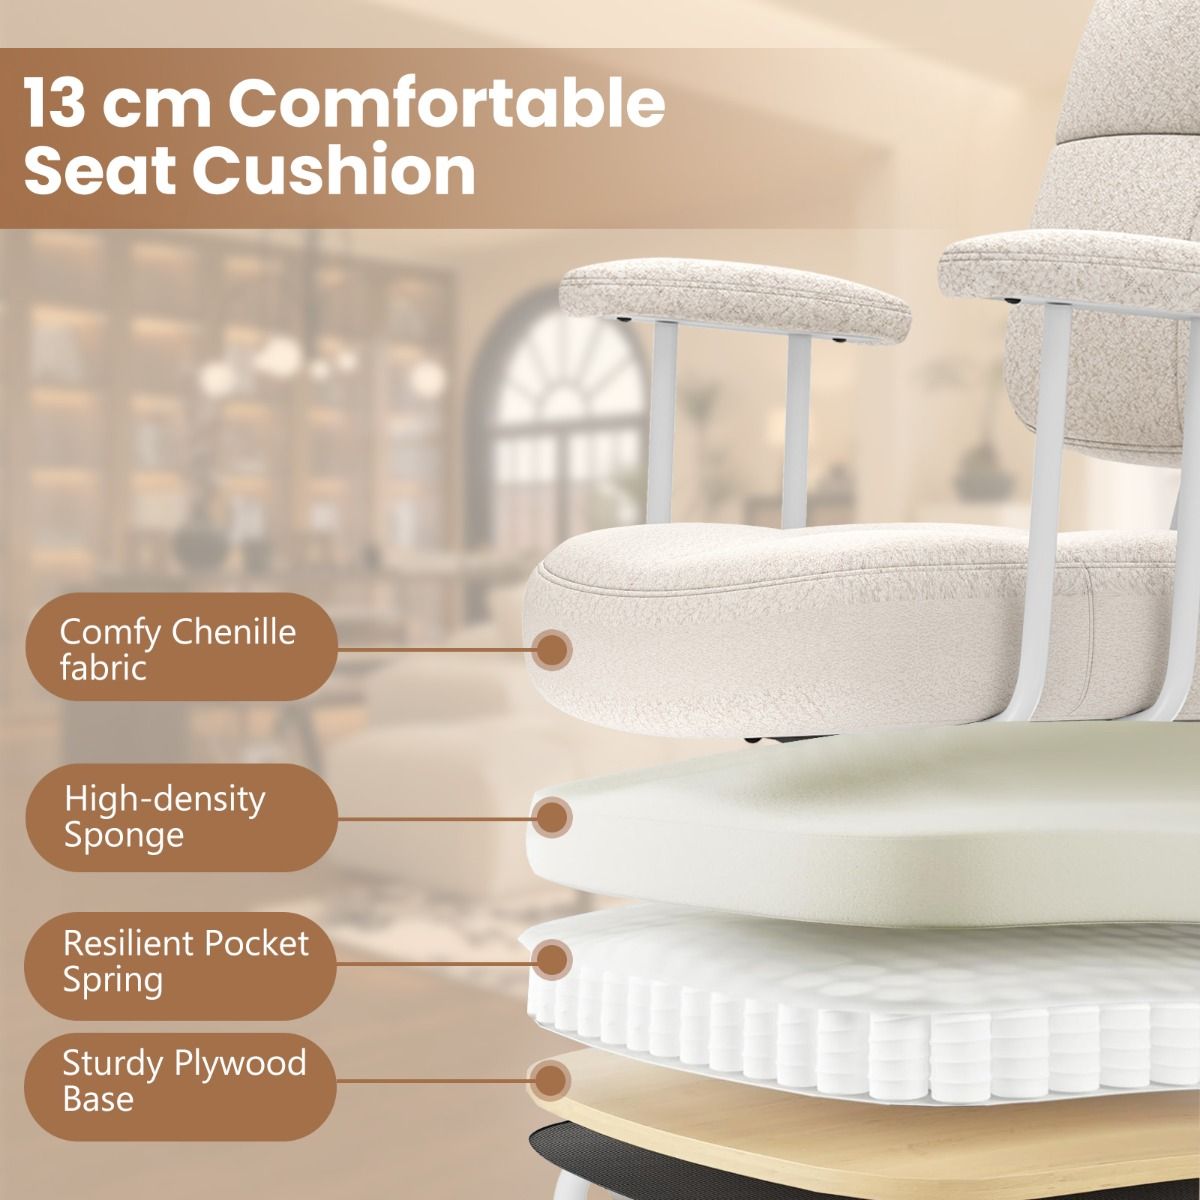 13 cm Comfortable
Seat Cushion
Comfy Chenille
fabric
High-density
Sponge
Resilient Pocket
Spring
Sturdy Plywood
Base